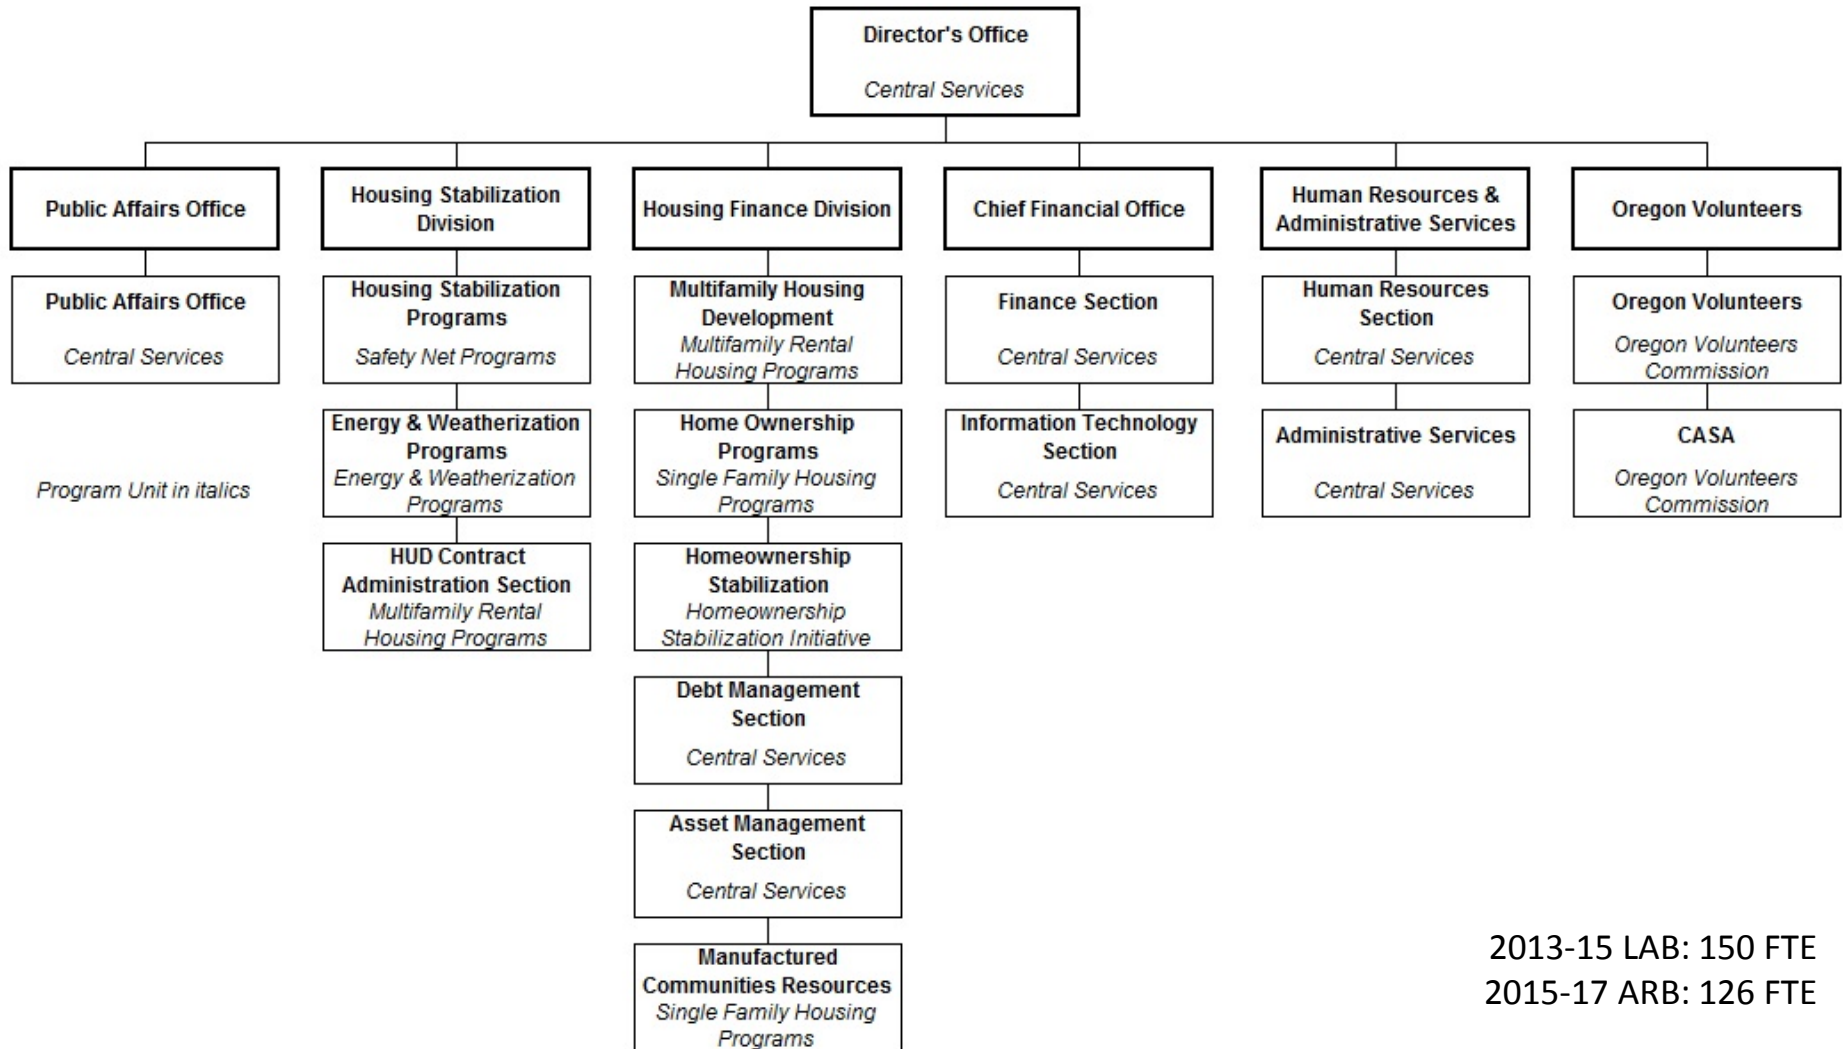 Director's Office
Central Services
Public Affairs Office
Housing Stabilization
Division
Housing Finance Division
Chief Financial Office
Human Resources &
Administrative Services
Oregon Volunteers
Public Affairs Office
Central Services
Program Unit in italics
Housing Stabilization
Programs
Safety Net Programs
Energy & Weatherization
Programs
Energy & Weatherization
Programs
HUD Contract
Administration Section
Multifamily Rental
Housing Programs
Multifamily Housing
Development
Multifamily Rental
Housing Programs
Home Ownership
Programs
Single Family Housing
Programs
Homeownership
Stabilization
Homeownership
Stabilization Initiative
Debt Management
Section
Central Services
Asset Management
Section
Central Services
Manufactured
Communities Resources
Single Family Housing
Programs
Finance Section
Central Services
Information Technology
Section
Central Services
Human Resources
Section
Central Services
Administrative Services
Central Services
Oregon Volunteers
Oregon Volunteers
Commission
CASA
Oregon Volunteers
Commission
2013-15 LAB: 150 FTE
2015-17 ARB: 126 FTE